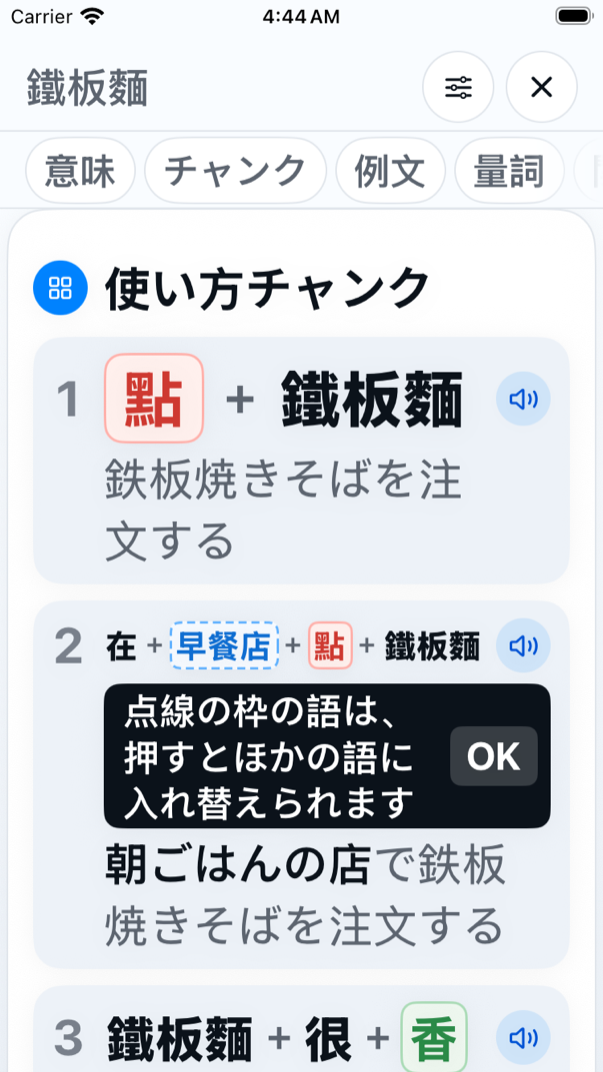 Carrier 4:44 AM
鐵板麵
意味 チャンク 例文 量詞
使い方チャンク
1 點 + 鐵板麵
鉄板焼きそばを注
文する
2 在 + 早餐店 + 點 + 鐵板麵
点線の枠の語は、
押すとほかの語に
入れ替えられます
OK
朝ごはんの店で鉄板
焼きそばを注文する
3 鐵板麵 + 很 + 香